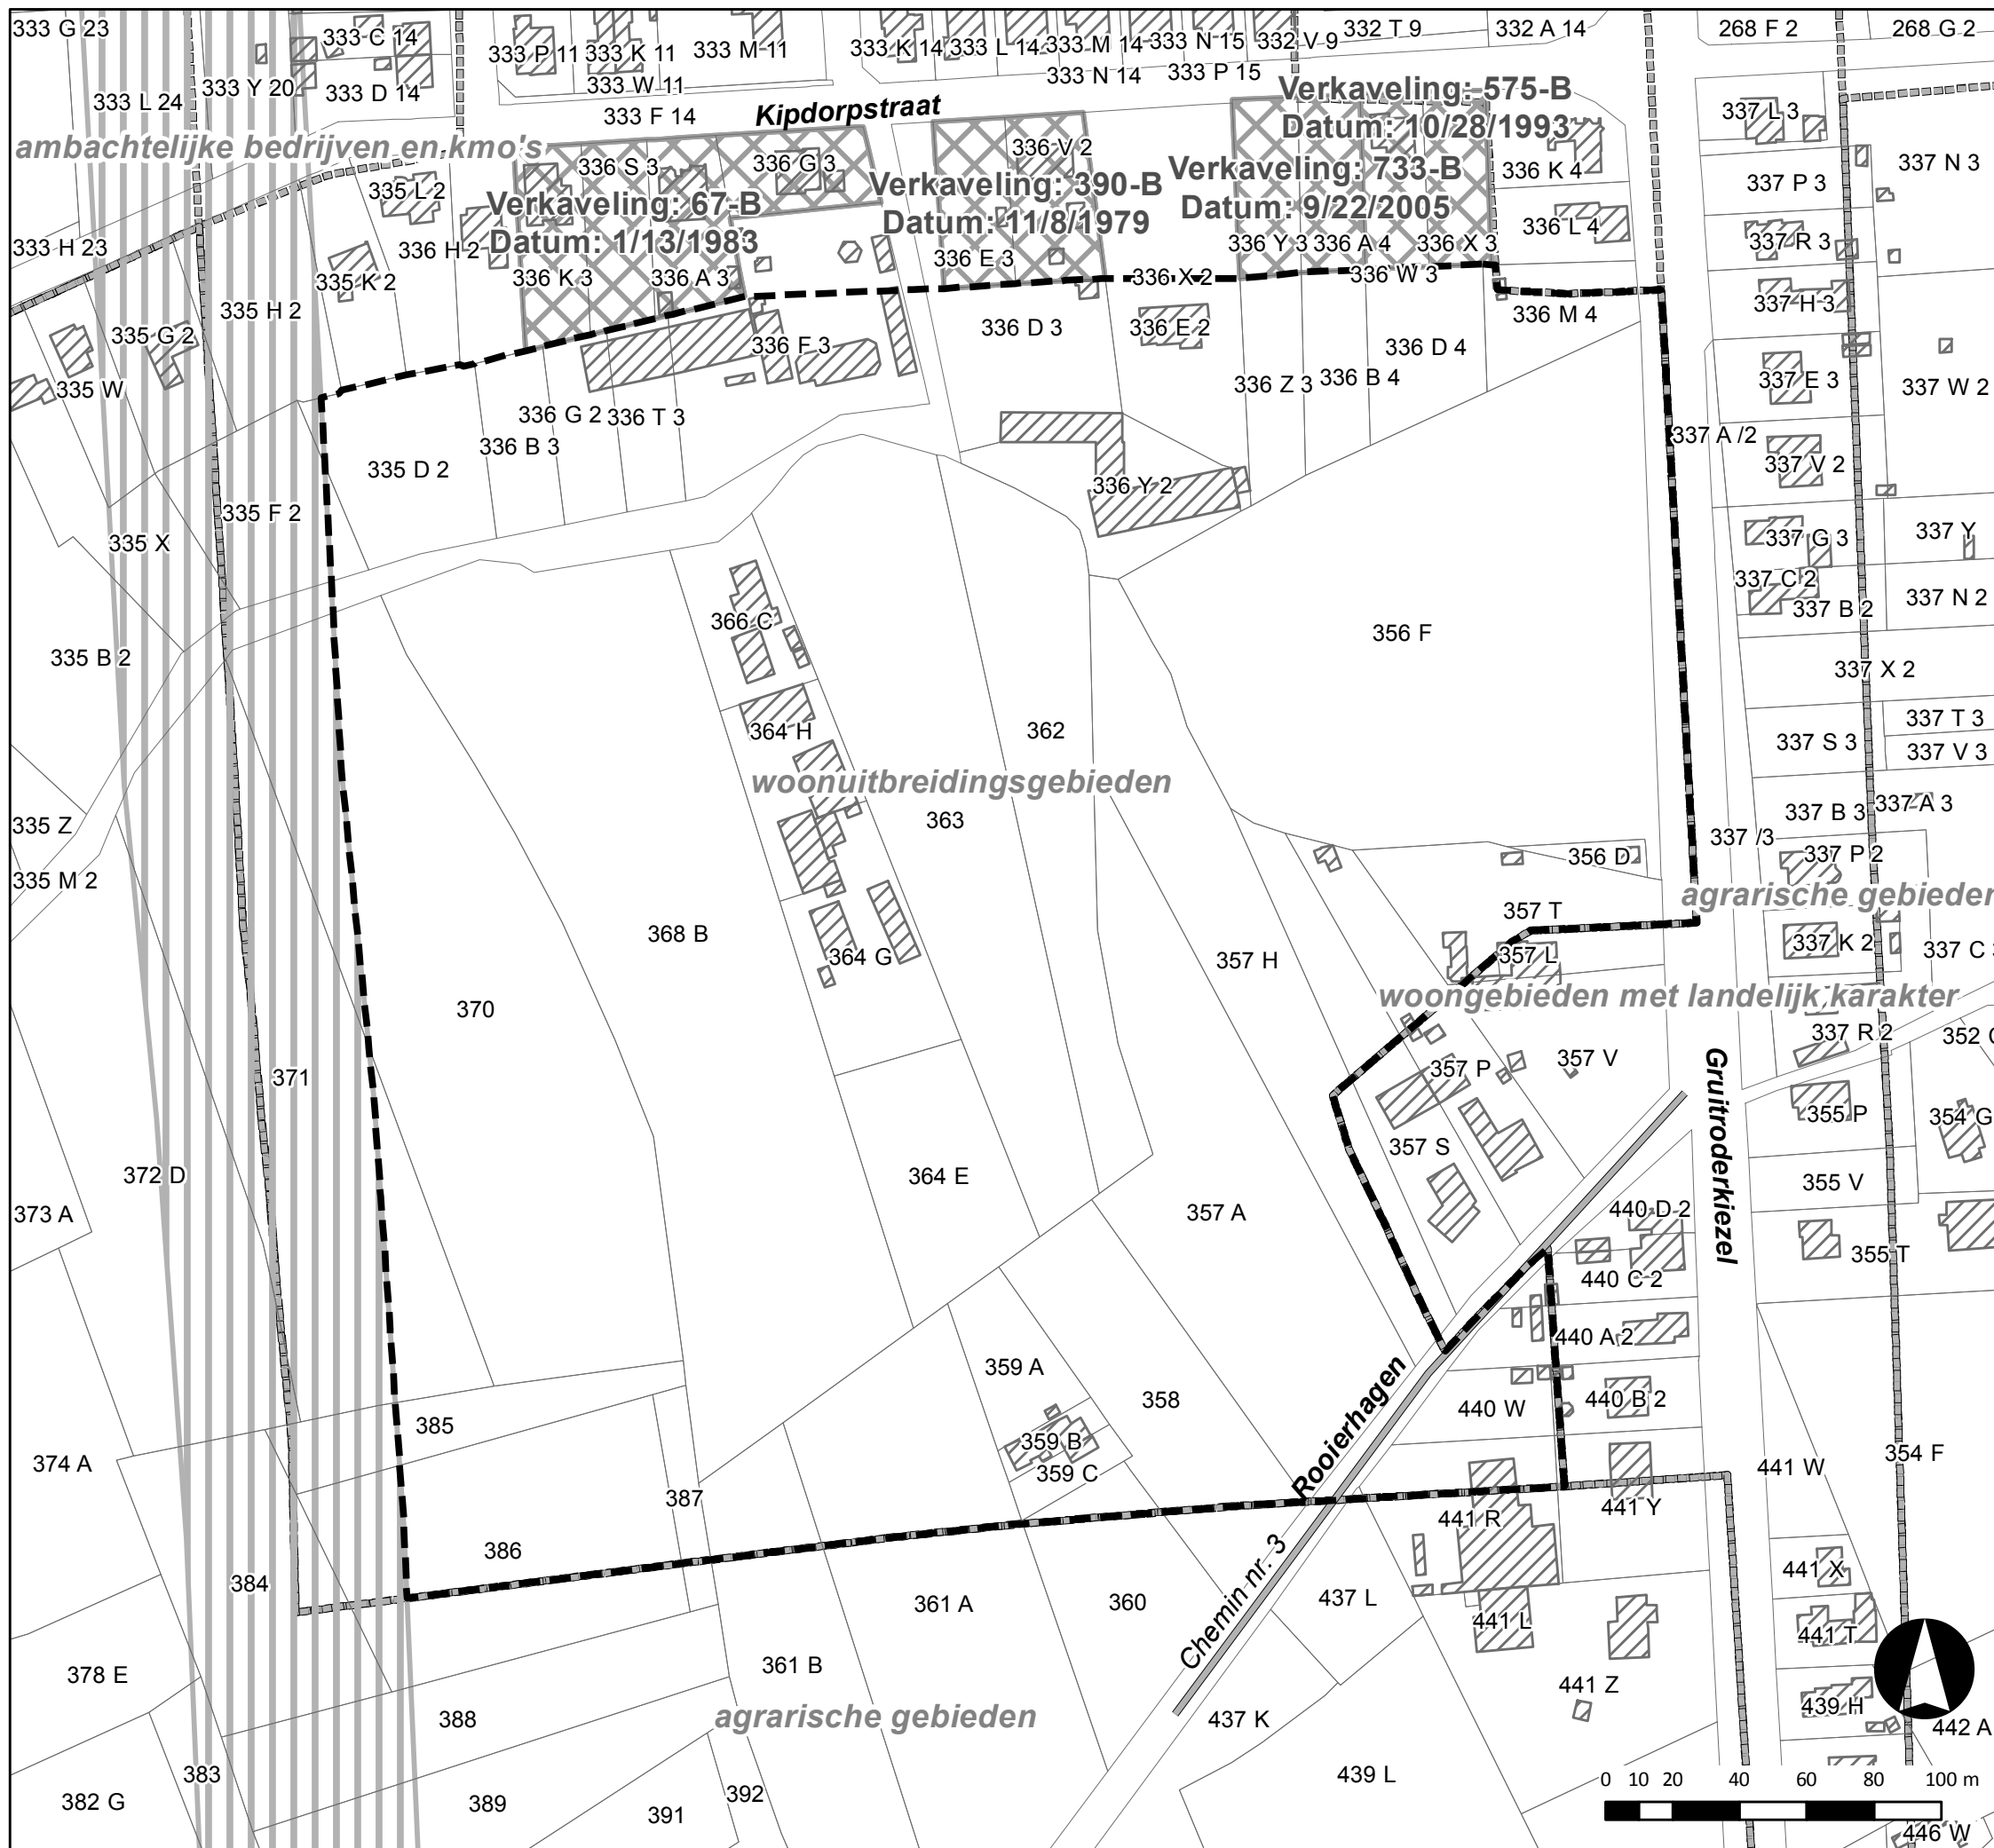 333 G 23
333 C 14
333 P 11
333 K 11
333 M 11
333 K 14
333 L 14
333 M 14
333 N 15
332 V 9
332 T 9
332 A 14
268 F 2
268 G 2
333 L 24
333 Y 20
333 D 14
333 W 11
333 N 14
333 P 15
333 F 14
Kipdorpstraat
Verkaveling: 575-B
Datum: 10/28/1993
337 L 3
ambachtelijke bedrijven en kmo's
336 S 3
336 G 3
336 V 2
336 K 4
337 N 3
335 L 2
Verkaveling: 67-B
Datum: 1/13/1983
Verkaveling: 390-B
Datum: 11/8/1979
Verkaveling: 733-B
Datum: 9/22/2005
337 P 3
333 H 23
336 H 2
336 L 4
337 R 3
335 K 2
336 K 3
336 A 3
336 E 3
336 X 2
336 Y 3
336 A 4
336 X 3
336 W 3
335 G 2
335 H 2
336 F 3
336 D 3
336 E 2
336 D 4
336 M 4
337 H 3
335 W
336 Z 3
336 B 4
337 E 3
337 W 2
336 G 2
336 T 3
336 B 3
335 D 2
337 A /2
337 V 2
336 Y 2
335 F 2
335 X
337 G 3
337 Y
337 C 2
337 B 2
337 N 2
366 C
356 F
335 B 2
337 X 2
364 H
362
337 T 3
337 S 3
337 V 3
woonuitbreidingsgebieden
363
337 B 3
337 A 3
335 Z
337 /3
356 D
337 P 2
335 M 2
agrarische gebieden
368 B
357 T
337 K 2
364 G
357 H
357 L
370
woongebieden met landelijk karakter
337 R 2
371
357 P
357 V
Gruitroderkiezel
355 P
354 G
372 D
364 E
357 S
355 V
373 A
357 A
440 D 2
355 T
440 C 2
359 A
440 A 2
358
385
440 W
440 B 2
359 B
359 C
Rooierhagen
374 A
387
441 W
354 F
441 R
441 Y
386
Chemin nr. 3
441 X
384
361 A
360
437 L
441 L
441 T
378 E
361 B
441 Z
439 H
388
agrarische gebieden
437 K
442 A
383
439 L
0 10 20 40 60 80 100 m
382 G
389
391
392
446 W